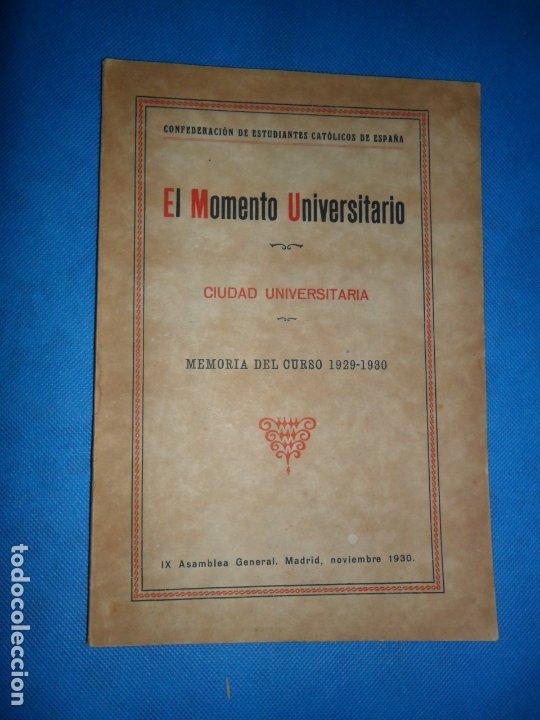 CONFEDERACIÓN DE ESTUDIANTES CATÓLICOS DE ESPAÑA
El Momento Universitario
CIUDAD UNIVERSITARIA
MEMORIA DEL CURSO 1929-1930
IX Asamblea General. Madrid, noviembre 1930.
todocoleccion.net